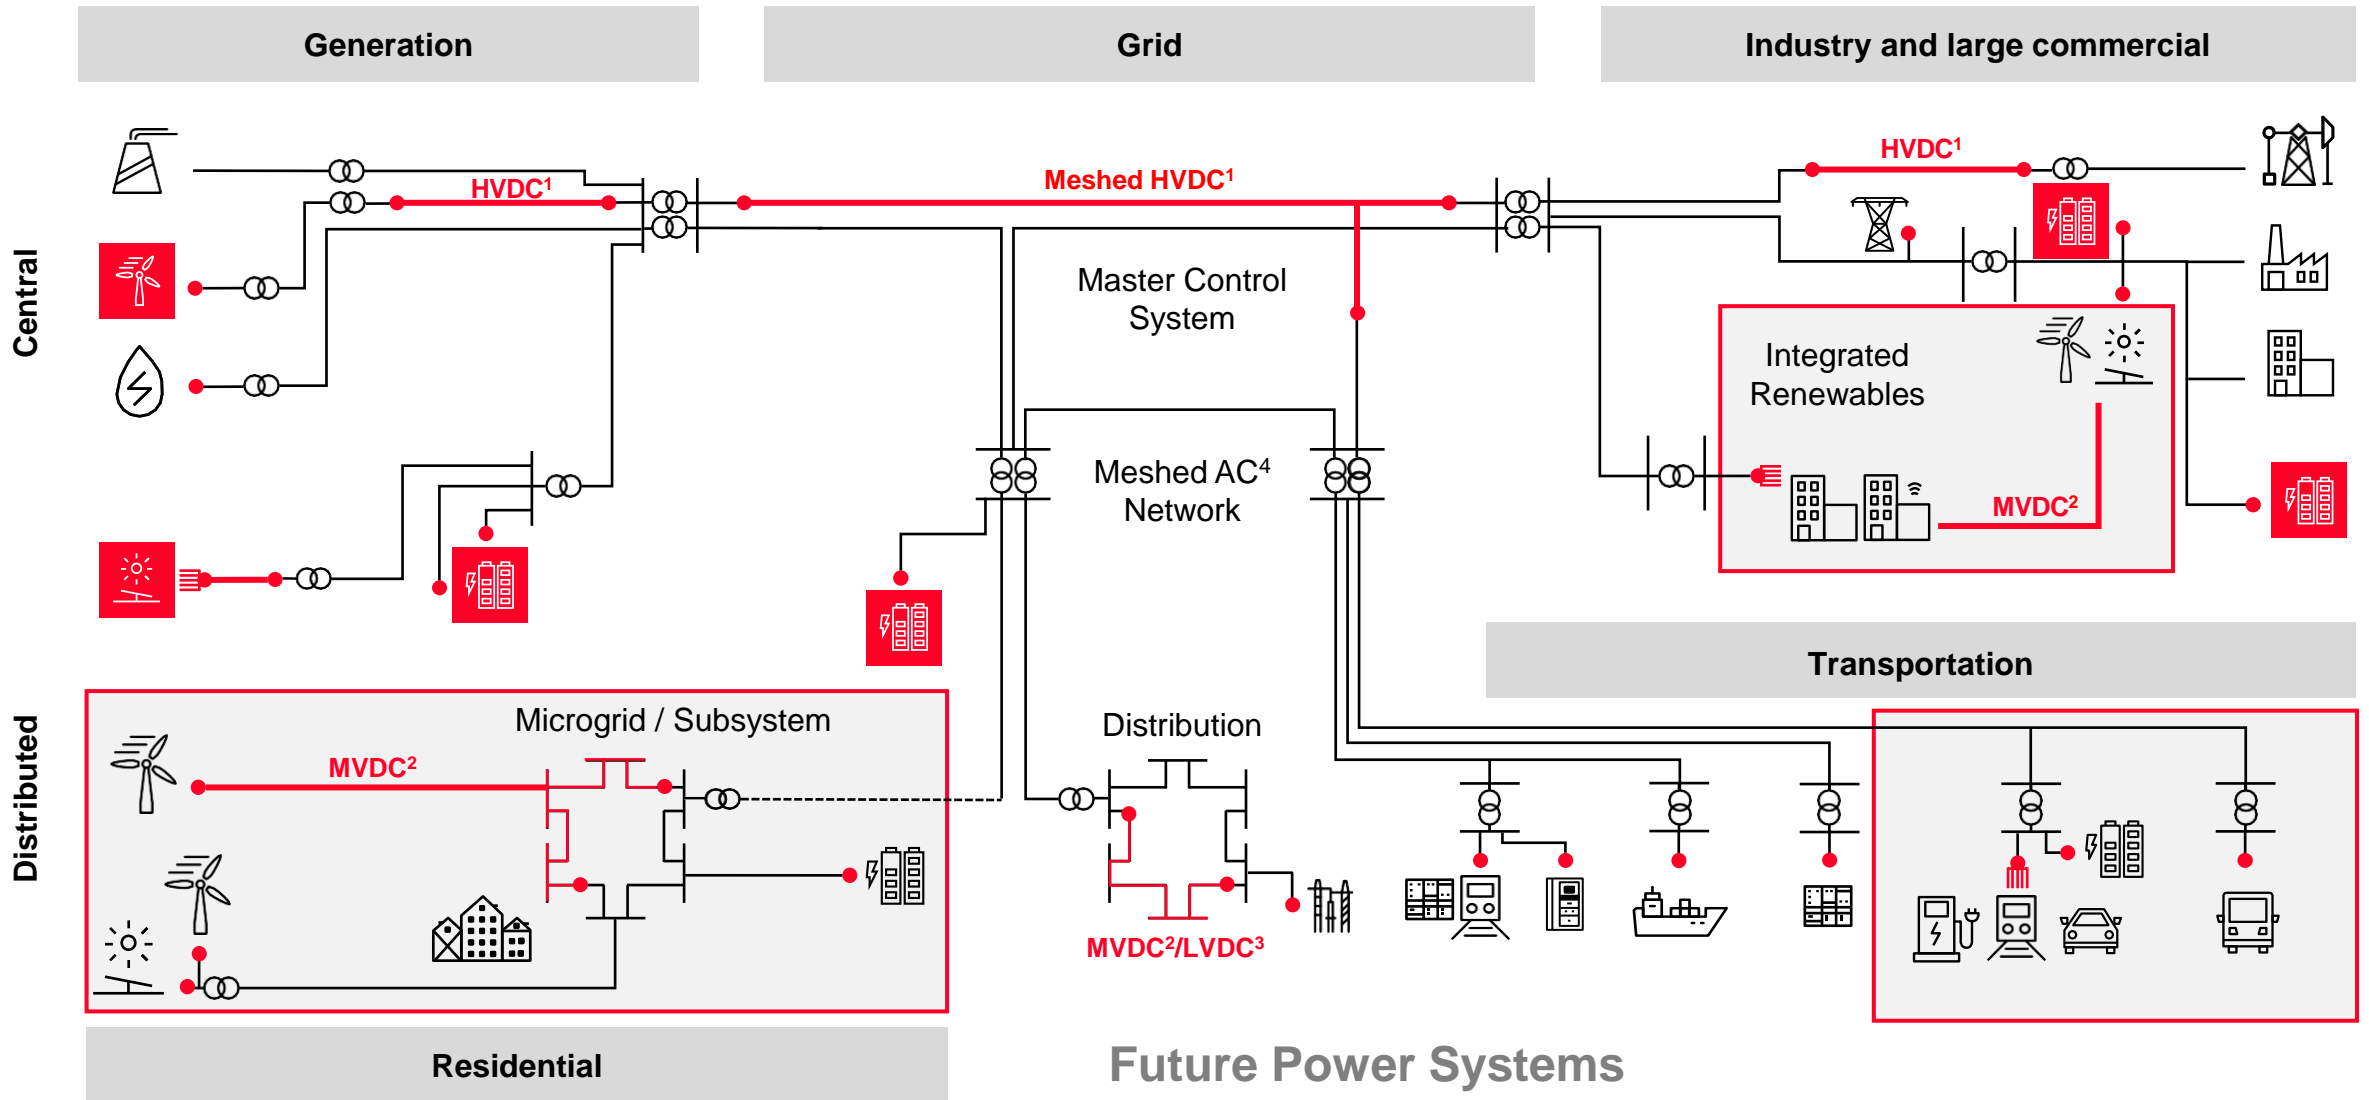 Generation
Grid
Industry and large commercial
Central
HVDC¹
Meshed HVDC¹
HVDC¹
Master Control
System
Integrated
Renewables
Meshed AC⁴
Network
MVDC²
Transportation
Distributed
Microgrid / Subsystem
MVDC²
Distribution
MVDC²/LVDC³
Residential
Future Power Systems